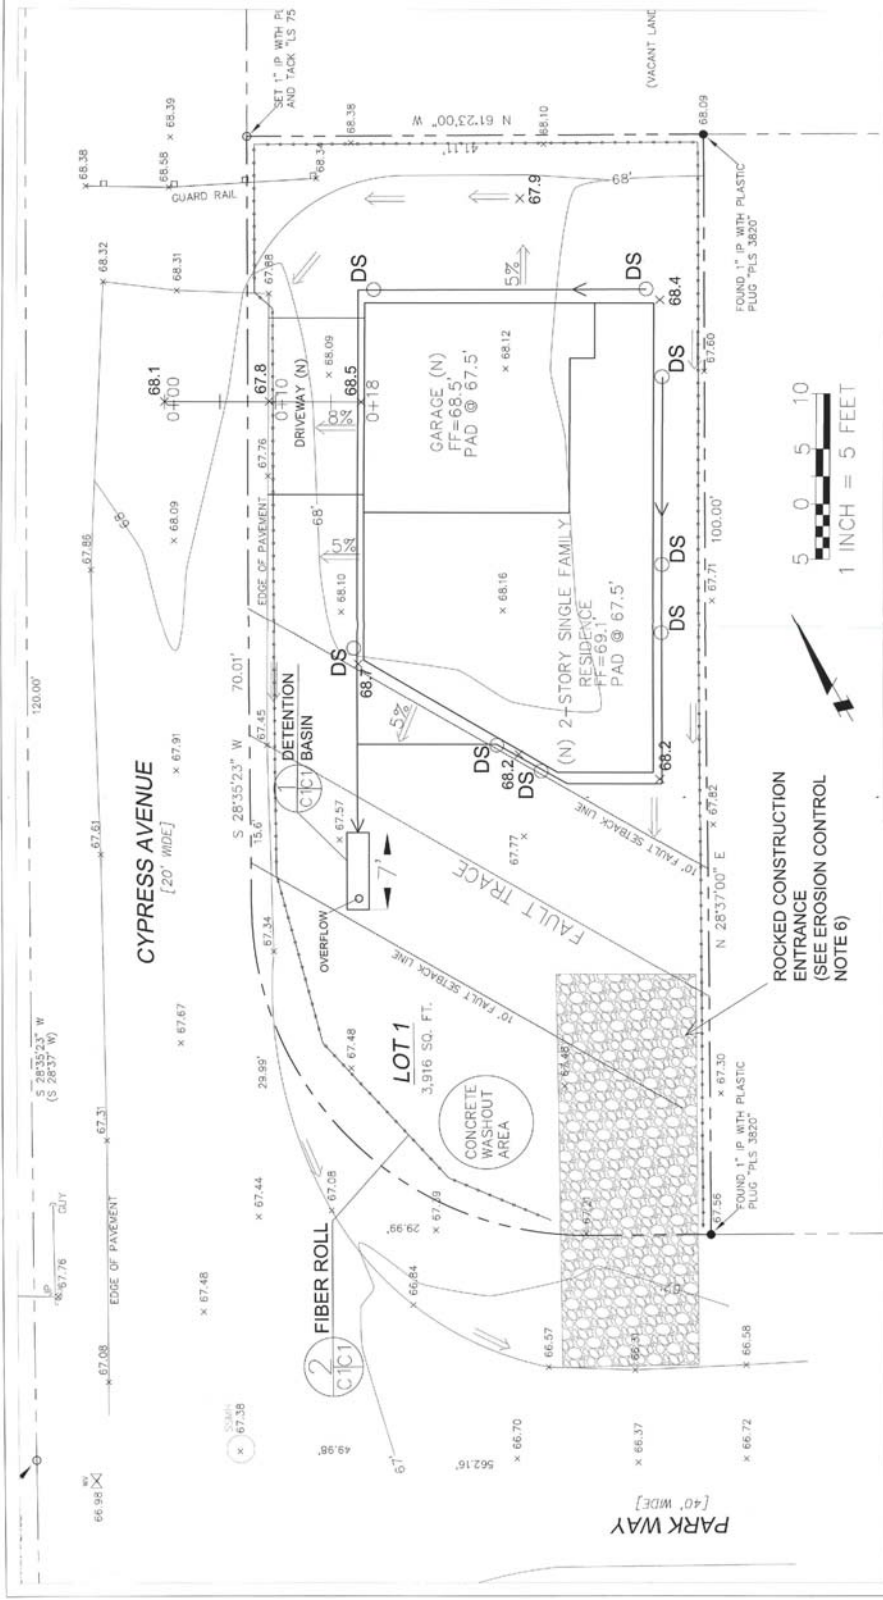 CYPRESS AVENUE
[20' WIDE]
120.00'
S 28°35'23" W
(S 28°37' W)
S 28°35'23" W
70.01'
15.6'
29.99'
29.99'
49.98'
562.16'
PARK WAY
[40' WIDE]
EDGE OF PAVEMENT
EDGE OF PAVEMENT
GUY
GUARD RAIL
SET 1" IP WITH PL
AND TACK "LS 75
(VACANT LAND
N 61°23'00" W
41.11'
FOUND 1" IP WITH PLASTIC
PLUG "PLS 3820"
FOUND 1" IP WITH PLASTIC
PLUG "PLS 3820"
N 28°37'00" E
100.00'
DRIVEWAY (N)
GARAGE (N)
FF=68.5'
PAD @ 67.5'
(N) 2-STORY SINGLE FAMILY
RESIDENCE
FF=69.1'
PAD @ 67.5'
DS
DS
DS
DS
DS
DS
DS
DS
1
C1C1
DETENTION
BASIN
OVERFLOW
7'
FAULT TRACE
10' FAULT SETBACK LINE
10' FAULT SETBACK LINE
LOT 1
3,916 SQ. FT.
CONCRETE
WASHOUT
AREA
2
C1C1
FIBER ROLL
ROCKED CONSTRUCTION
ENTRANCE
(SEE EROSION CONTROL
NOTE 6)
5 0 5 10
1 INCH = 5 FEET
0+00
0+10
0+18
8%
5%
5%
5%
68'
68'
68
67'
67'
68.38
68.39
68.58
68.38
68.34
68.10
68.09
68.32
68.31
67.88
68.1
67.8
68.5
68.09
68.12
67.9
68.4
67.60
67.86
68.09
67.76
68.10
68.16
67.71
67.91
67.45
68.7
68.2
68.2
67.82
67.61
67.57
67.77
67.34
67.67
67.48
67.48
67.30
67.31
67.44
67.08
67.39
67.21
67.56
67.76
67.48
66.84
67.08
66.57
66.31
66.58
SSMH
67.38
66.70
66.37
66.72
WV
66.98